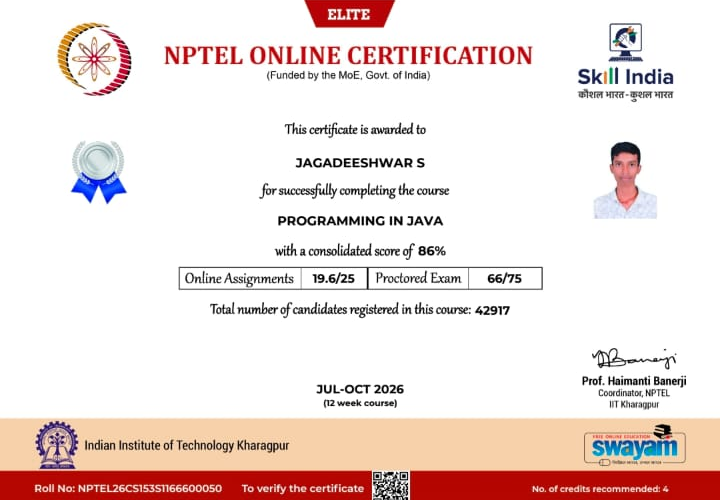 ELITE
NPTEL ONLINE CERTIFICATION
(Funded by the MoE, Govt. of India)
Skill India
कौशल भारत - कुशल भारत
This certificate is awarded to
JAGADEESHWAR S
for successfully completing the course
PROGRAMMING IN JAVA
with a consolidated score of 86%
Online Assignments 19.6/25 Proctored Exam 66/75
Total number of candidates registered in this course: 42917
JUL-OCT 2026
(12 week course)
Prof. Haimanti Banerji
Coordinator, NPTEL
IIT Kharagpur
Indian Institute of Technology Kharagpur
FREE ONLINE EDUCATION
swayam
Roll No: NPTEL26CS153S1166600050 To verify the certificate No. of credits recommended: 4